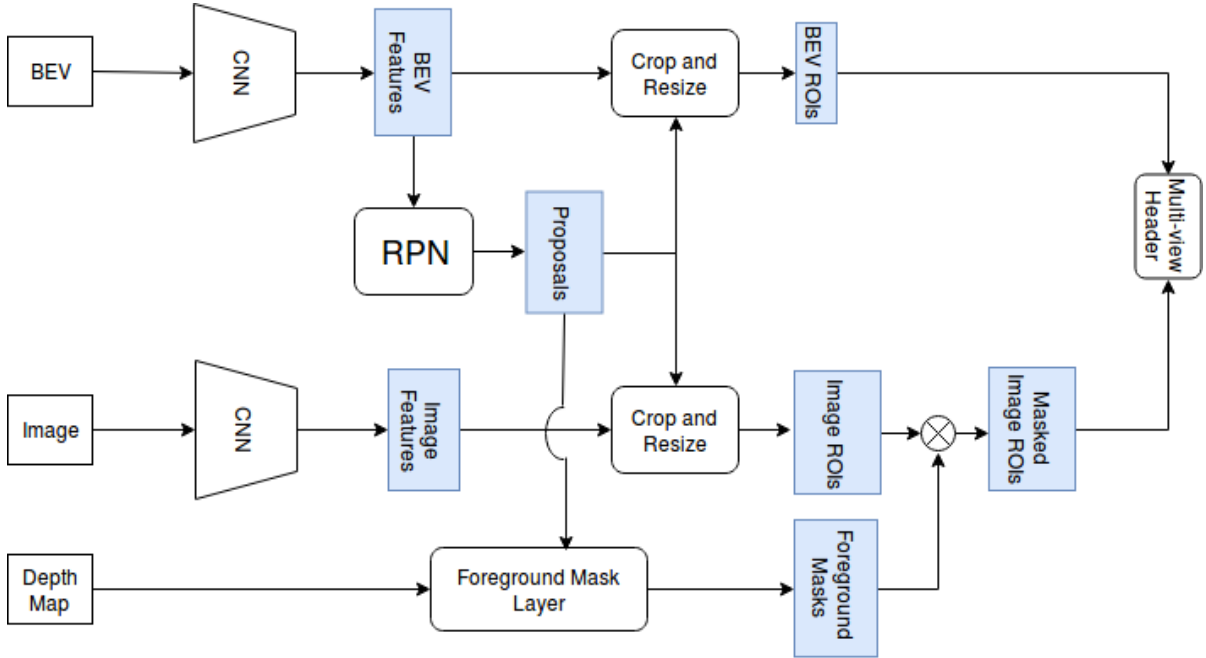 BEV
CNN
BEV
Features
Crop and
Resize
BEV ROIs
RPN
Proposals
Multi-view
Header
Image
CNN
Image
Features
Crop and
Resize
Image ROIs
Masked
Image ROIs
Depth
Map
Foreground Mask
Layer
Foreground
Masks